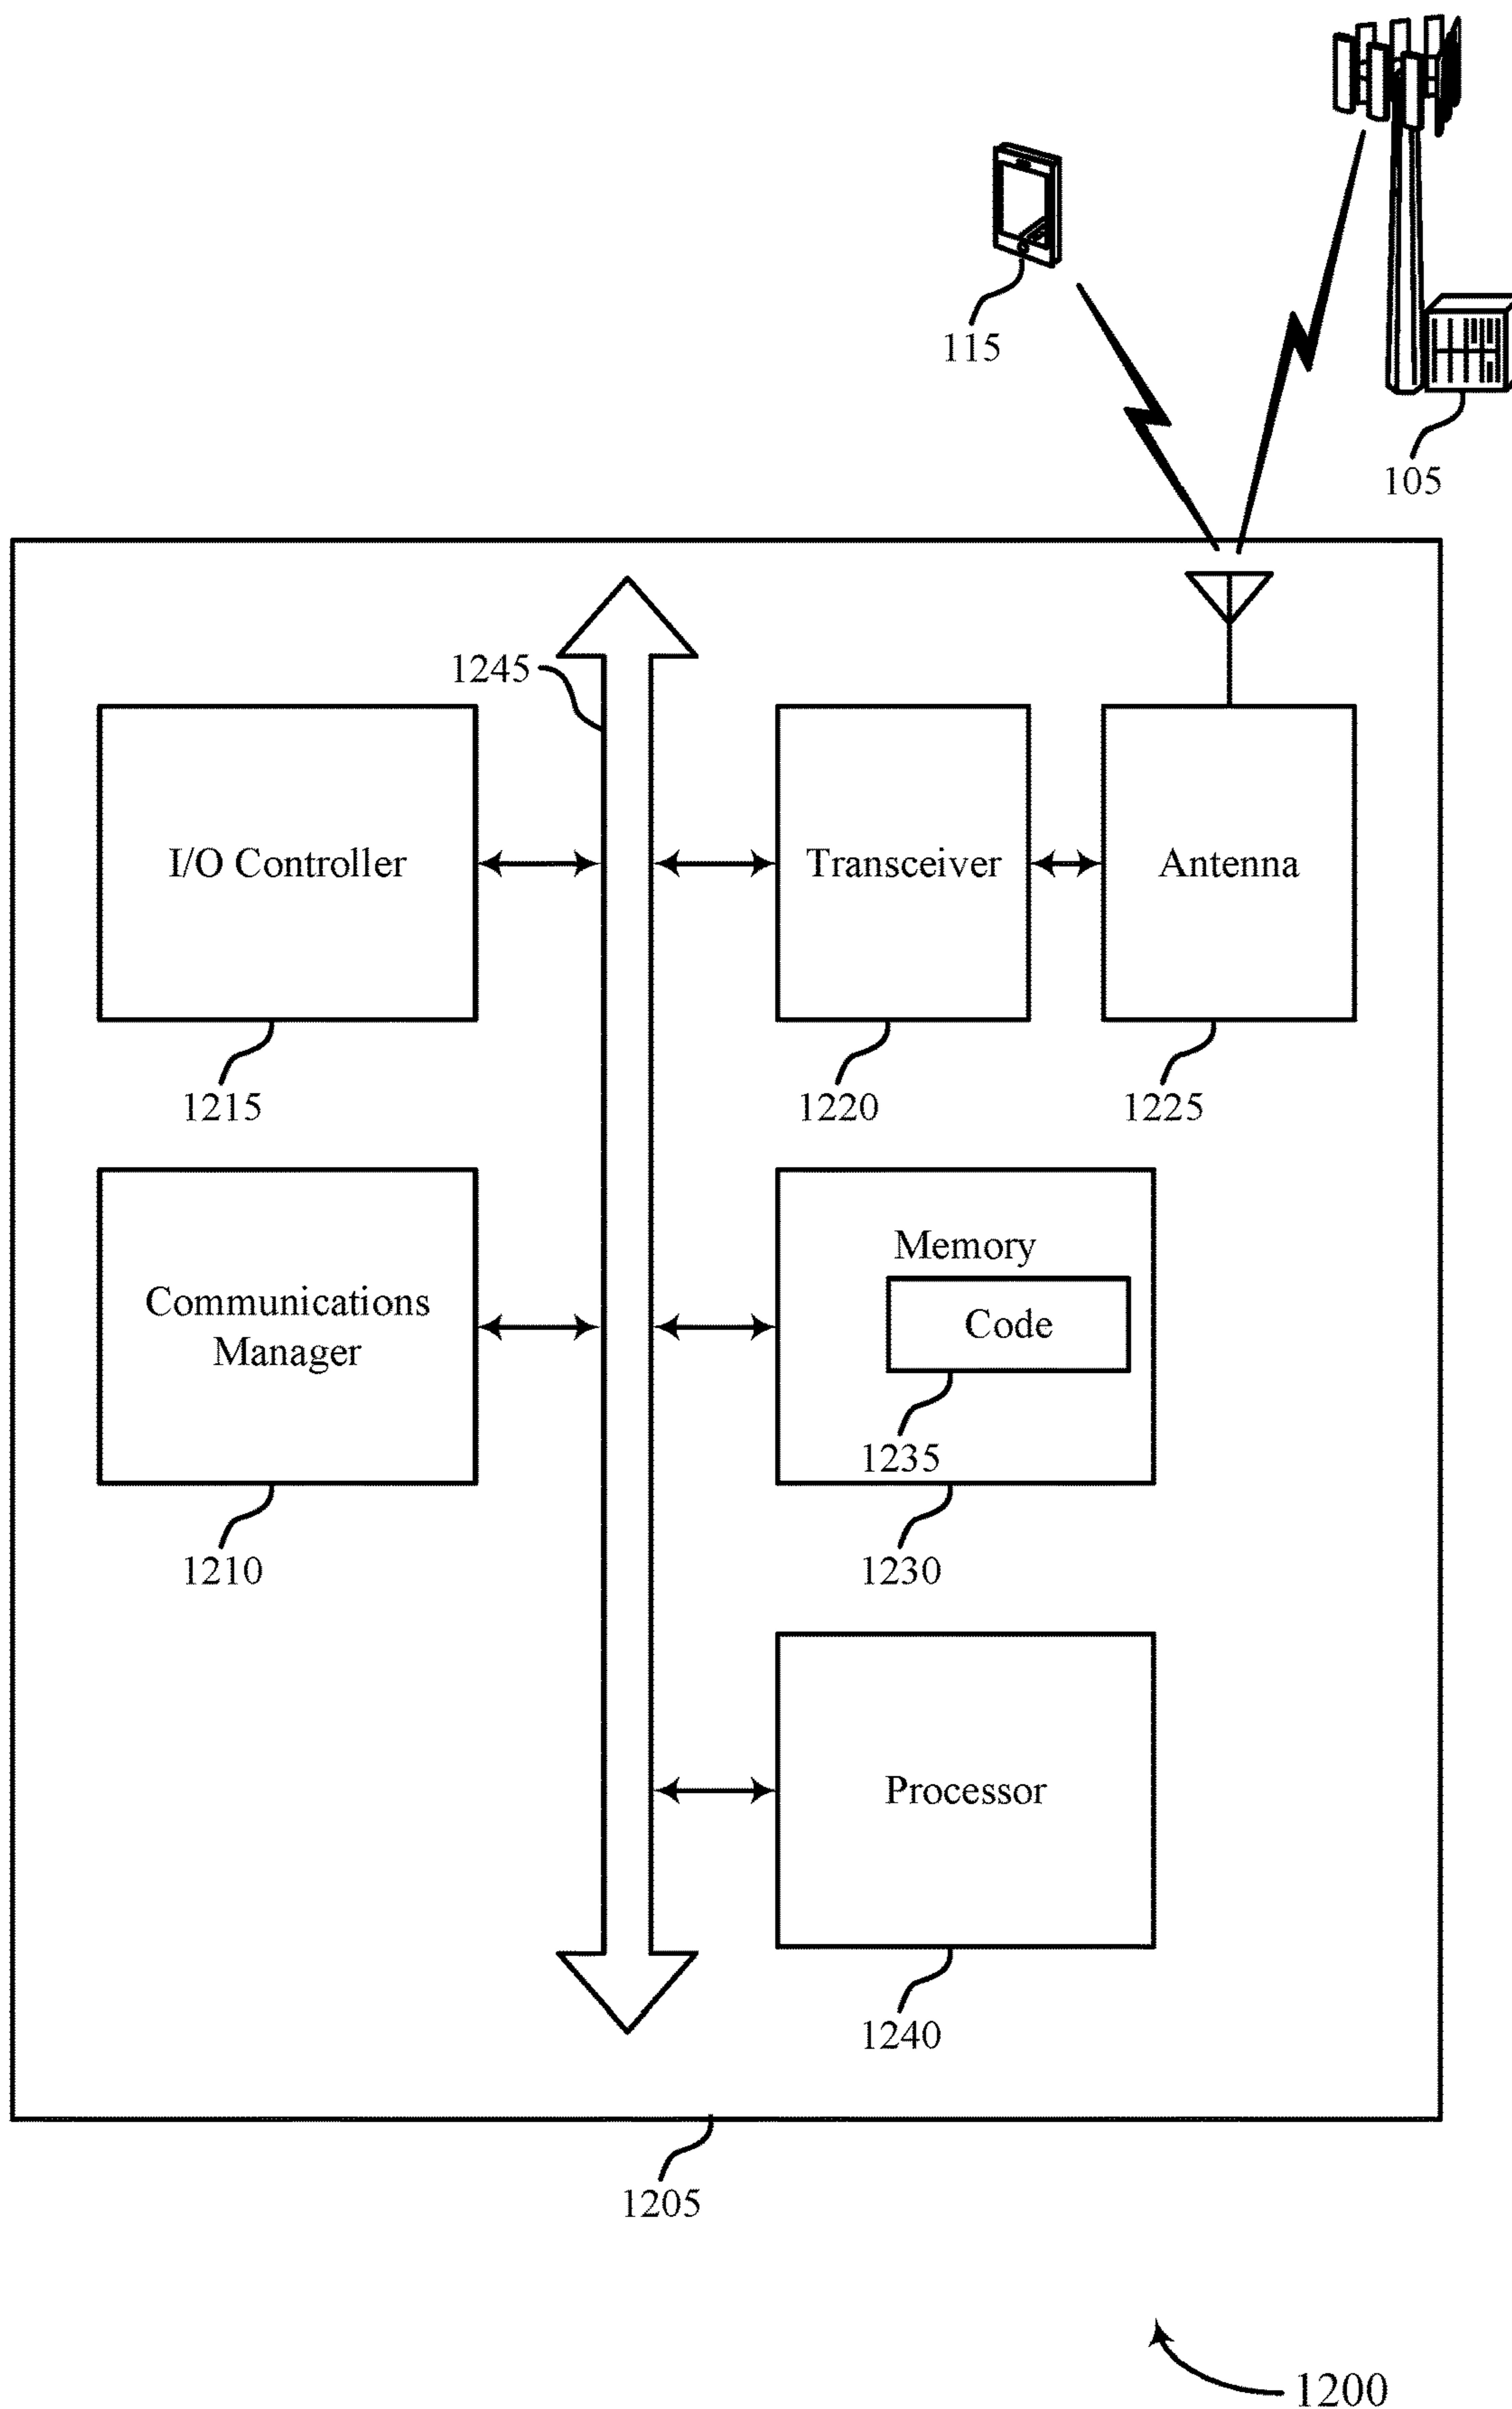 115
105
1245
I/O Controller
Transceiver
Antenna
1215
1220
1225
Communications
Manager
Memory
Code
1235
1210
1230
Processor
1240
1205
1200